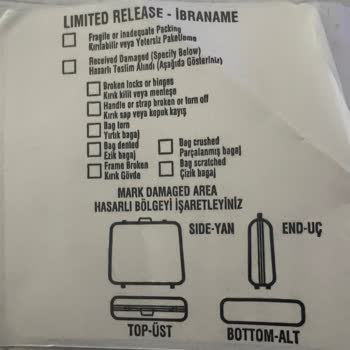 LIMITED RELEASE - İBRANAME
Fragile or inadequate Packing
Kırılabilir veya Yetersiz Paketleme
Received Damaged (Specify Below)
Hasarlı Teslim Alındı (Aşağıda Gösteriniz)
Broken locks or hinges
Kırık kilit veya menteşe
Handle or strap broken or torn off
Kırık sap veya kopuk kayış
Bag torn
Yırtık bagaj
Bag dented
Ezik bagaj
Bag crushed
Parçalanmış bagaj
Frame Broken
Kırık Gövde
Bag scratched
Çizik bagaj
MARK DAMAGED AREA
HASARLI BÖLGEYİ İŞARETLEYİNİZ
SIDE-YAN
END-UÇ
TOP-ÜST
BOTTOM-ALT